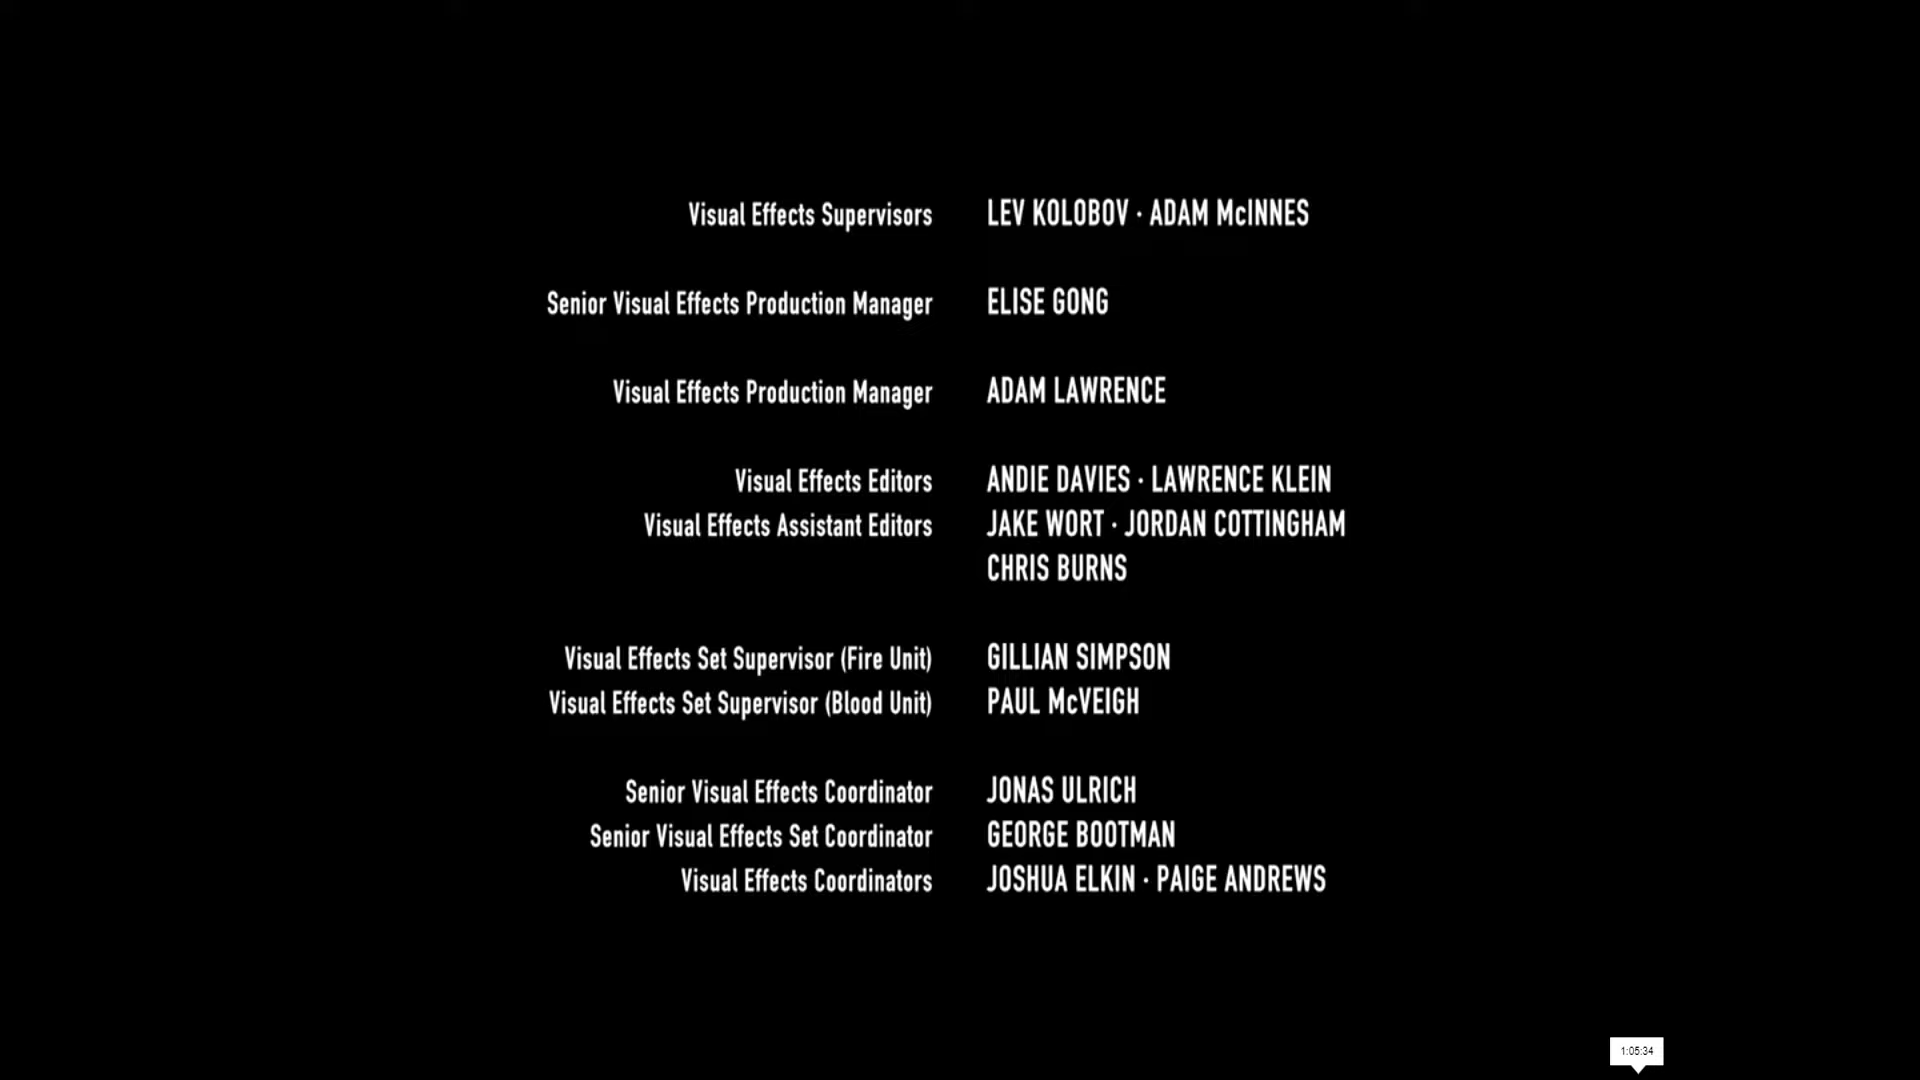 Visual Effects Supervisors LEV KOLOBOV · ADAM McINNES
Senior Visual Effects Production Manager ELISE GONG
Visual Effects Production Manager ADAM LAWRENCE
Visual Effects Editors ANDIE DAVIES · LAWRENCE KLEIN
Visual Effects Assistant Editors JAKE WORT · JORDAN COTTINGHAM
CHRIS BURNS
Visual Effects Set Supervisor (Fire Unit) GILLIAN SIMPSON
Visual Effects Set Supervisor (Blood Unit) PAUL McVEIGH
Senior Visual Effects Coordinator JONAS ULRICH
Senior Visual Effects Set Coordinator GEORGE BOOTMAN
Visual Effects Coordinators JOSHUA ELKIN · PAIGE ANDREWS
1:05:34